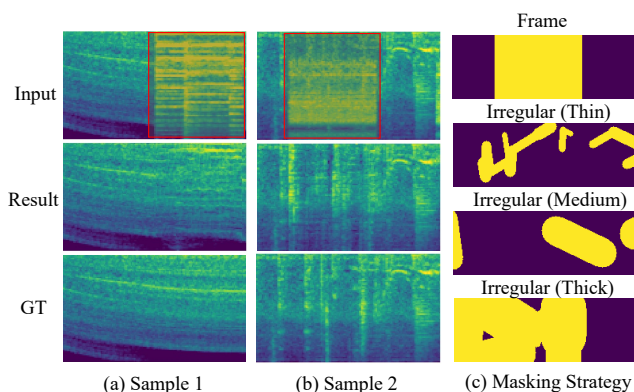 Frame
Input
Irregular (Thin)
Result
Irregular (Medium)
GT
Irregular (Thick)
(a) Sample 1
(b) Sample 2
(c) Masking Strategy